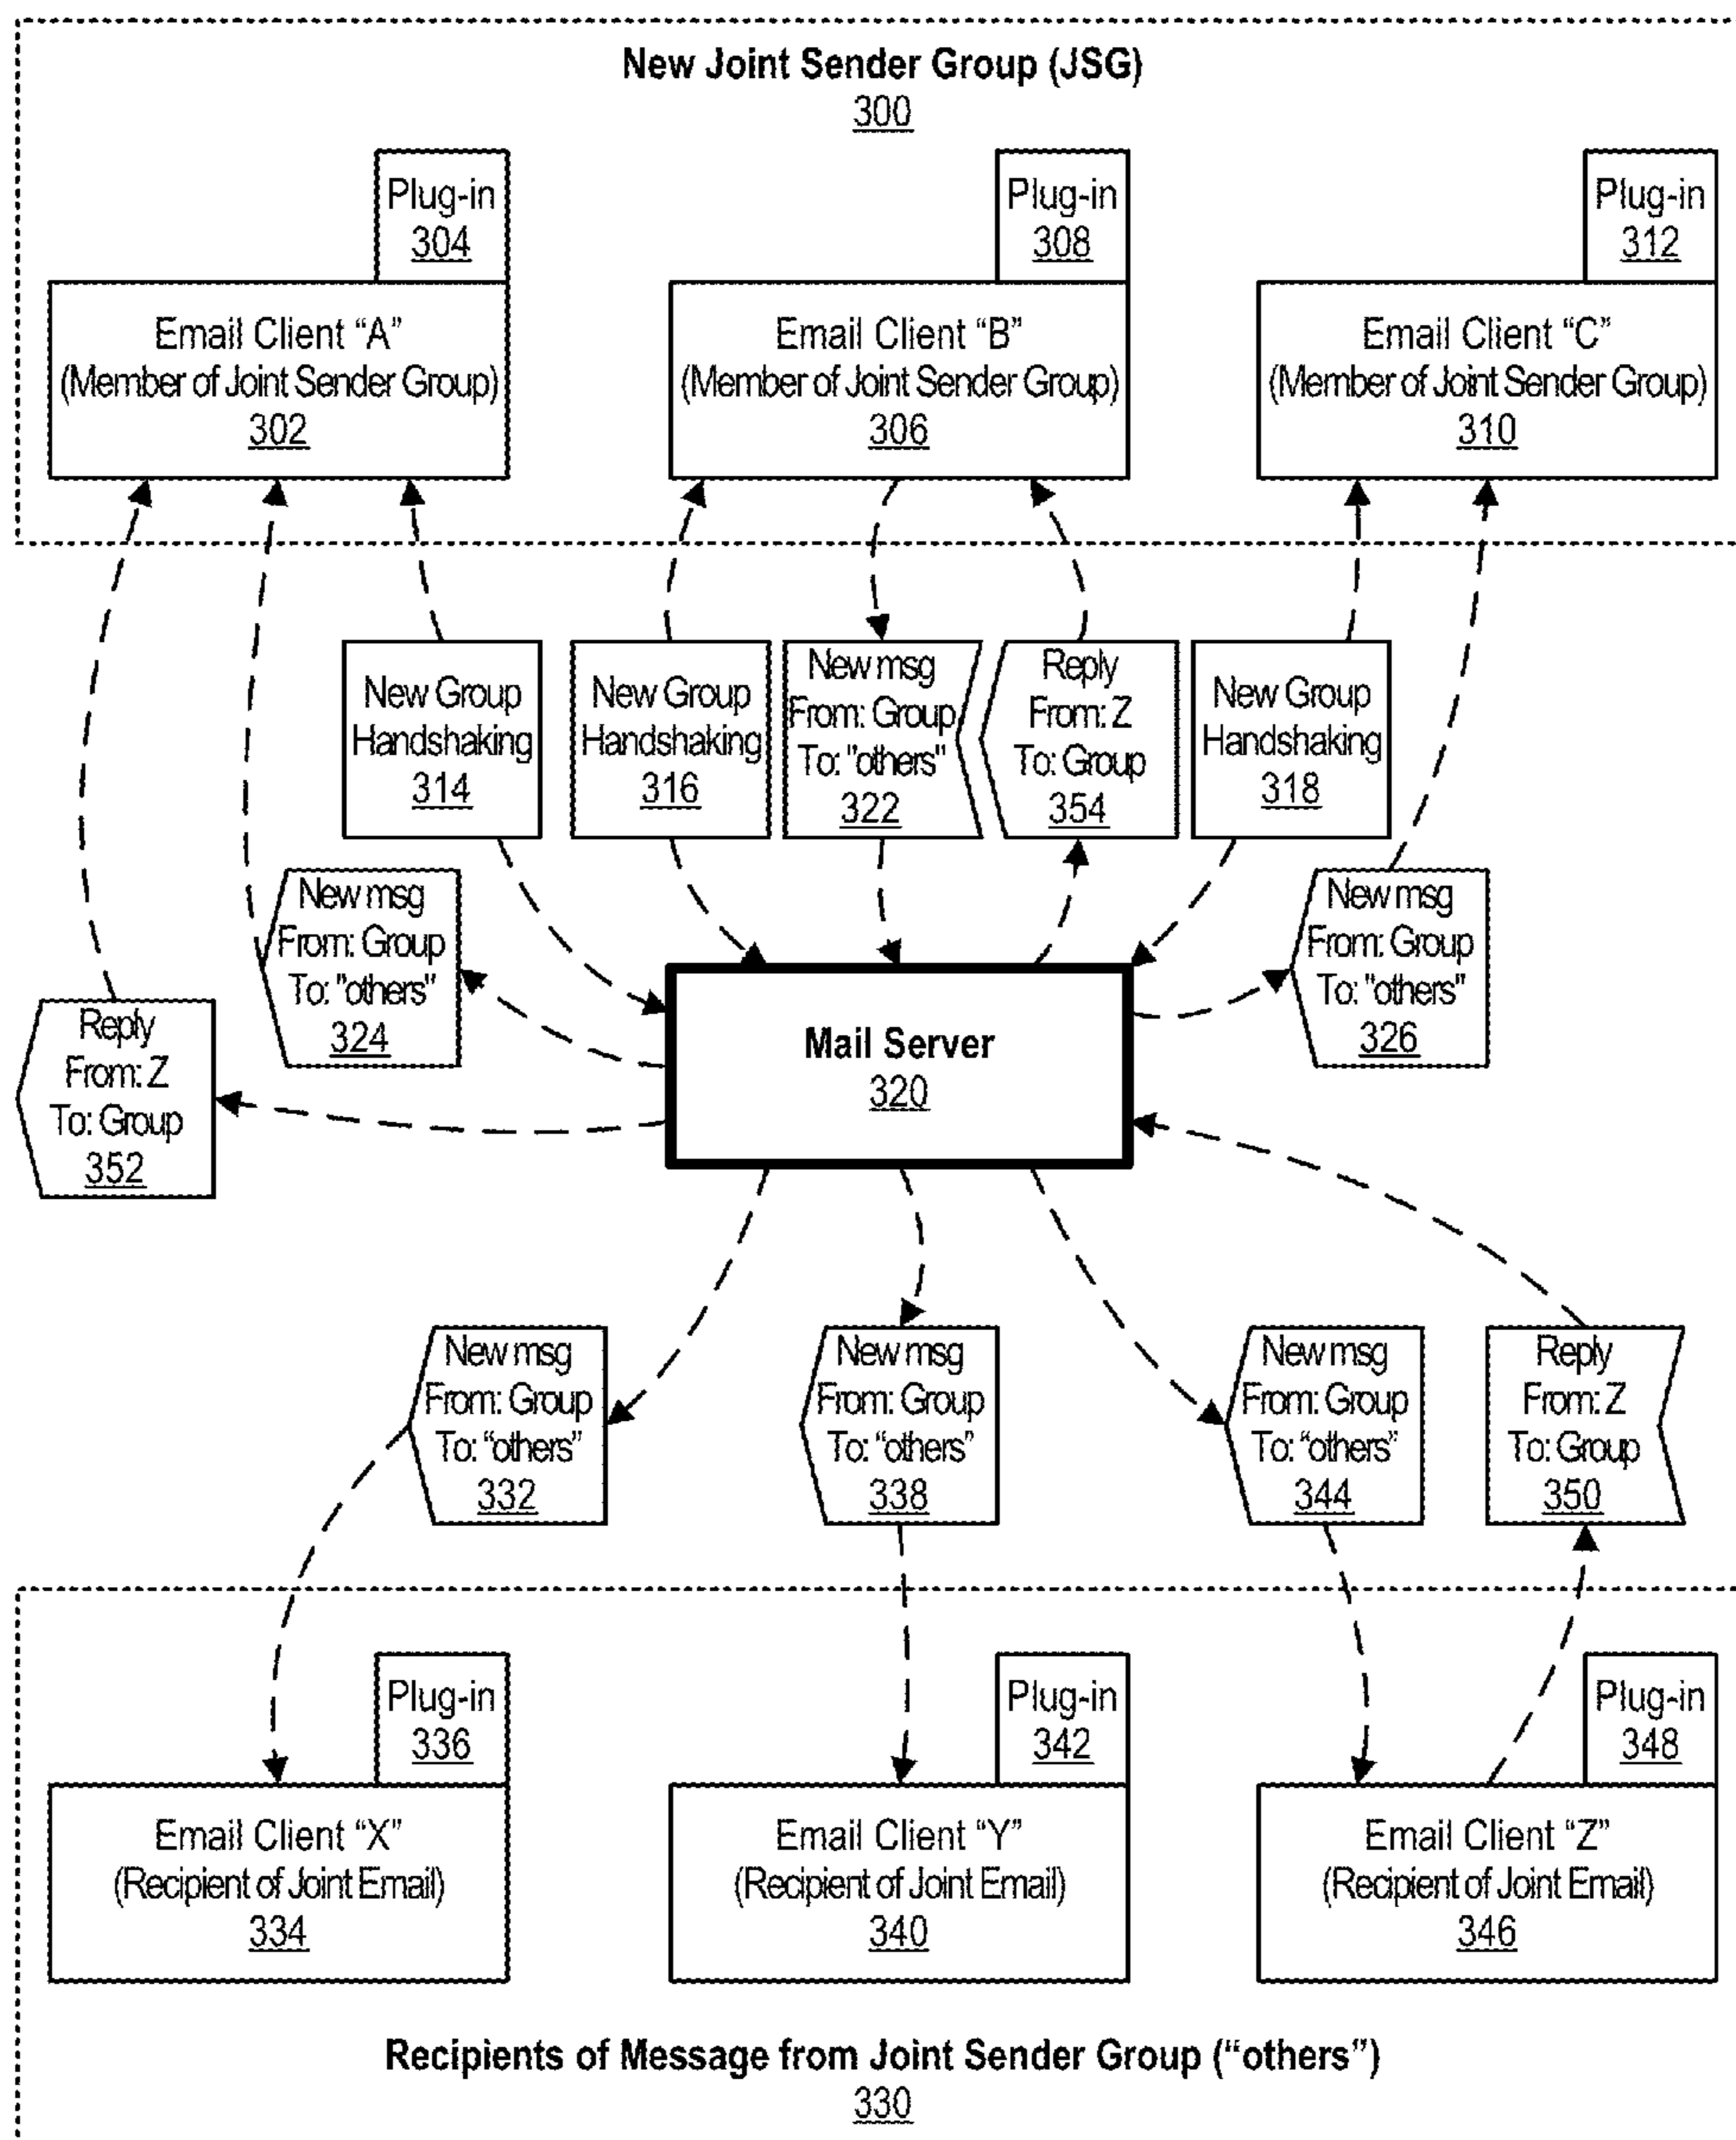 New Joint Sender Group (JSG)
300
Plug-in
304
Plug-in
308
Plug-in
312
Email Client “A”
(Member of Joint Sender Group)
302
Email Client “B”
(Member of Joint Sender Group)
306
Email Client “C”
(Member of Joint Sender Group)
310
New Group
Handshaking
314
New Group
Handshaking
316
New msg
From: Group
To: "others"
322
Reply
From: Z
To: Group
354
New Group
Handshaking
318
New msg
From: Group
To: "others"
324
New msg
From: Group
To: "others"
326
Reply
From: Z
To: Group
352
Mail Server
320
New msg
From: Group
To: “others”
332
New msg
From: Group
To: “others”
338
New msg
From: Group
To: “others”
344
Reply
From: Z
To: Group
350
Plug-in
336
Plug-in
342
Plug-in
348
Email Client “X”
(Recipient of Joint Email)
334
Email Client “Y”
(Recipient of Joint Email)
340
Email Client “Z”
(Recipient of Joint Email)
346
Recipients of Message from Joint Sender Group (“others”)
330